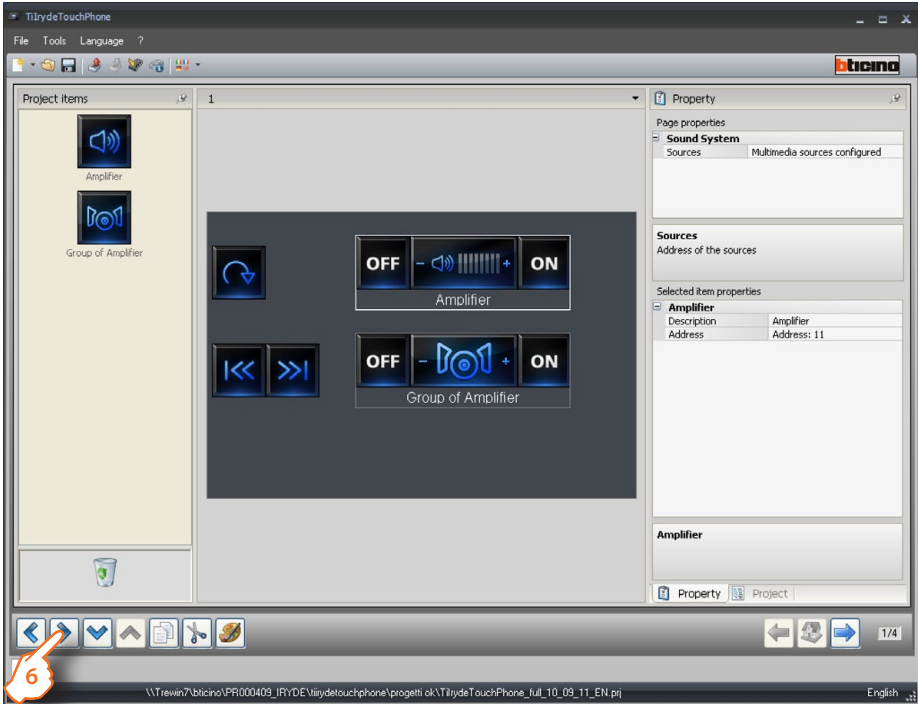 TiIrydeTouchPhone
File Tools Language ?
bticino
Project items
1
Property
Amplifier
Group of Amplifier
OFF - + ON
Amplifier
OFF - + ON
Group of Amplifier
Page properties
Sound System
Sources Multimedia sources configured
Sources
Address of the sources
Selected item properties
Amplifier
Description Amplifier
Address Address: 11
Amplifier
Property Project
1/4
6
\\Trewin7\bticino\PR000409_IRYDE\tiirydetouchphone\progetti ok\TiIrydeTouchPhone_full_10_09_11_EN.prj
English